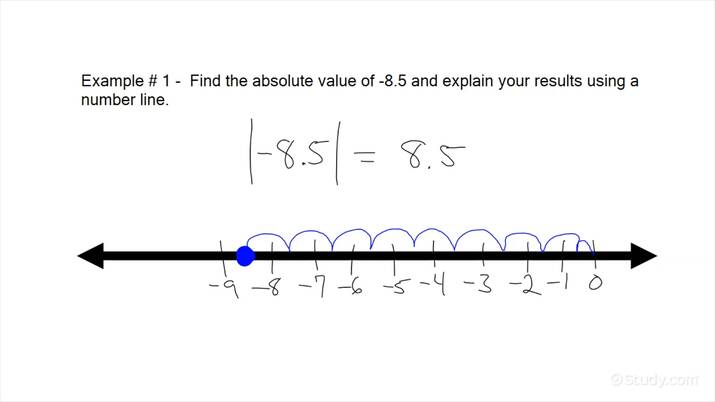 Example # 1 -  Find the absolute value of -8.5 and explain your results using a
number line.
|-8.5| = 8.5
-9 -8 -7 -6 -5 -4 -3 -2 -1 0
©Study.com